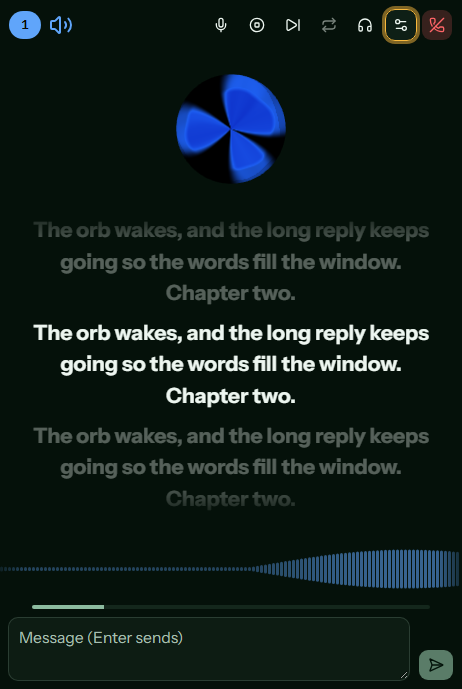 1
The orb wakes, and the long reply keeps
going so the words fill the window.
Chapter two.
The orb wakes, and the long reply keeps
going so the words fill the window.
Chapter two.
The orb wakes, and the long reply keeps
going so the words fill the window.
Chapter two.
Message (Enter sends)